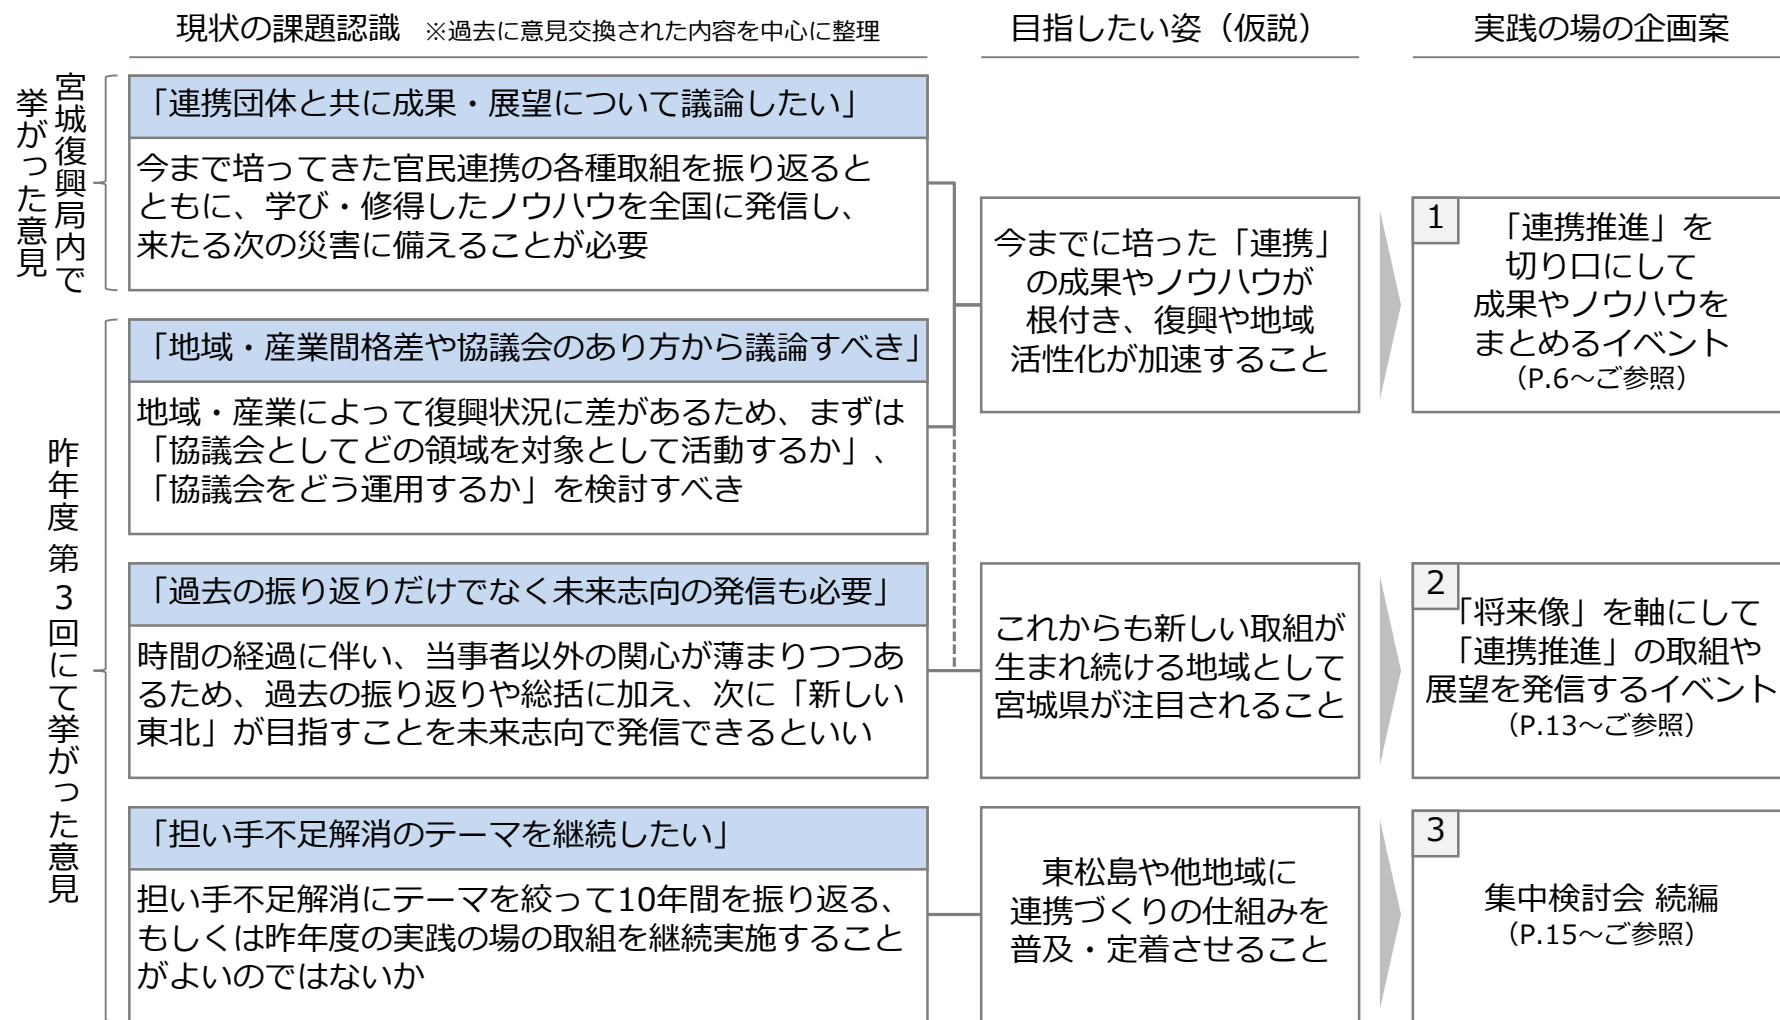 現状の課題認識 ※過去に意見交換された内容を中心に整理
目指したい姿（仮説）
実践の場の企画案
宮城復興局内で
挙がった意見
「連携団体と共に成果・展望について議論したい」
今まで培ってきた官民連携の各種取組を振り返ると
ともに、学び・修得したノウハウを全国に発信し、
来たる次の災害に備えることが必要
昨年度 第3回にて挙がった意見
「地域・産業間格差や協議会のあり方から議論すべき」
地域・産業によって復興状況に差があるため、まずは
「協議会としてどの領域を対象として活動するか」、
「協議会をどう運用するか」を検討すべき
今までに培った「連携」
の成果やノウハウが
根付き、復興や地域
活性化が加速すること
1
「連携推進」を
切り口にして
成果やノウハウを
まとめるイベント
（P.6～ご参照）
「過去の振り返りだけでなく未来志向の発信も必要」
時間の経過に伴い、当事者以外の関心が薄まりつつあ
るため、過去の振り返りや総括に加え、次に「新しい
東北」が目指すことを未来志向で発信できるといい
これからも新しい取組が
生まれ続ける地域として
宮城県が注目されること
2
「将来像」を軸にして
「連携推進」の取組や
展望を発信するイベント
（P.13～ご参照）
「担い手不足解消のテーマを継続したい」
担い手不足解消にテーマを絞って10年間を振り返る、
もしくは昨年度の実践の場の取組を継続実施すること
がよいのではないか
東松島や他地域に
連携づくりの仕組みを
普及・定着させること
3
集中検討会 続編
（P.15～ご参照）